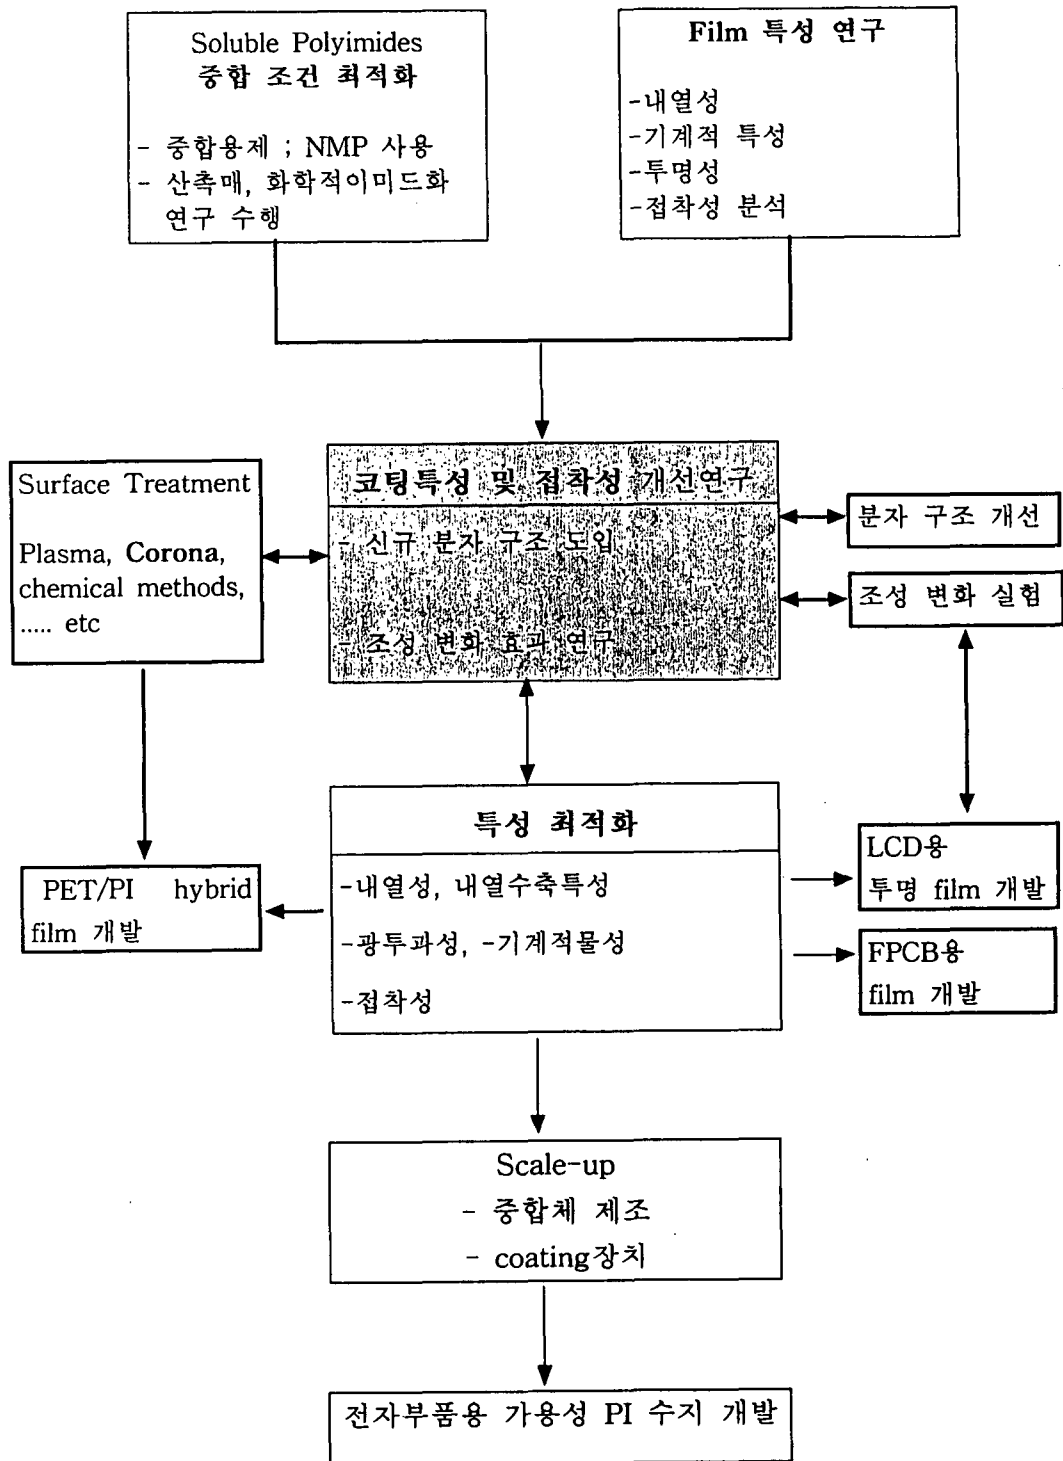 Soluble Polyimides
중합 조건 최적화
- 중합용제 ; NMP 사용
- 산촉매, 화학적이미드화
연구 수행
Film 특성 연구
-내열성
-기계적 특성
-투명성
-접착성 분석
Surface Treatment
Plasma, Corona,
chemical methods,
..... etc
코팅특성 및 접착성 개선연구
- 신규 분자 구조 도입
- 조성 변화 효과 연구
분자 구조 개선
조성 변화 실험
특성 최적화
-내열성, 내열수축특성
-광투과성, -기계적물성
-접착성
PET/PI hybrid
film 개발
LCD용
투명 film 개발
FPCB용
film 개발
Scale-up
- 중합체 제조
- coating장치
전자부품용 가용성 PI 수지 개발